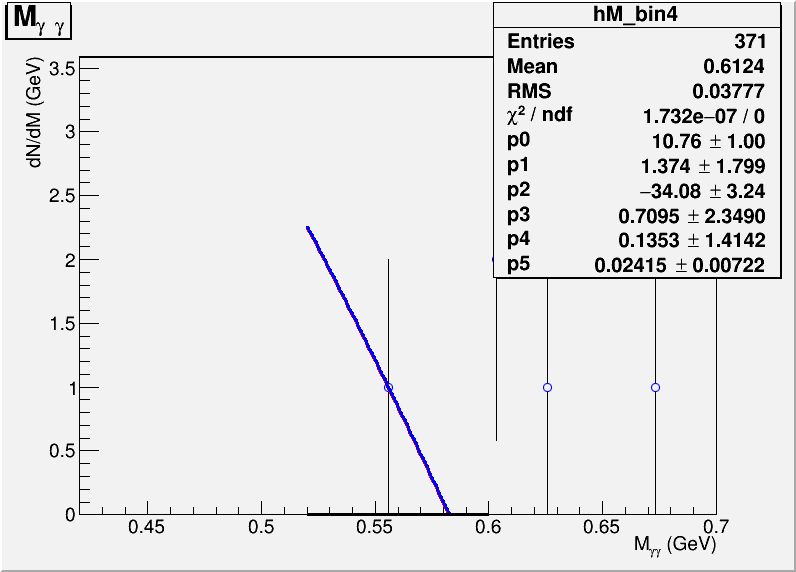 Mγ γ
hM_bin4
Entries 371
Mean 0.6124
RMS 0.03777
χ² / ndf 1.732e−07 / 0
p0 10.76 ± 1.00
p1 1.374 ± 1.799
p2 −34.08 ± 3.24
p3 0.7095 ± 2.3490
p4 0.1353 ± 1.4142
p5 0.02415 ± 0.00722
dN/dM (GeV)
3.5
3
2.5
2
1.5
1
0.5
0
0.45 0.5 0.55 0.6 0.65 0.7
Mγγ (GeV)